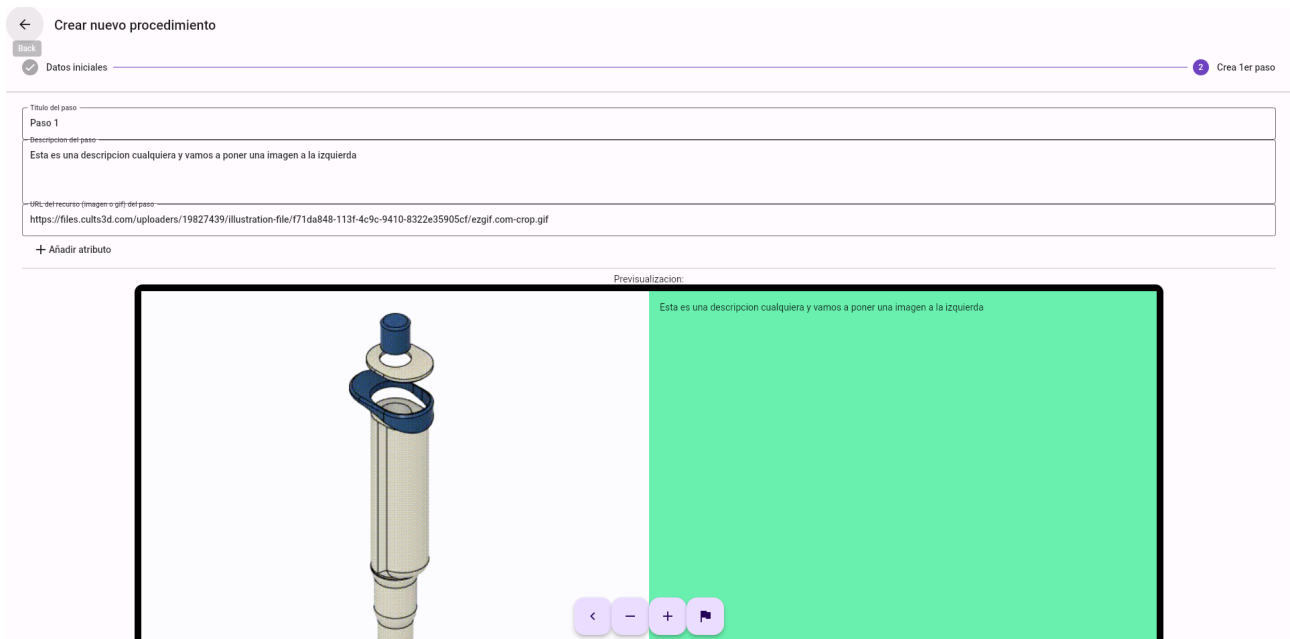 Crear nuevo procedimiento
Back
Datos iniciales
2
Crea 1er paso
Titulo del paso
Paso 1
Descripcion del paso
Esta es una descripcion cualquiera y vamos a poner una imagen a la izquierda
URL del recurso (imagen o gif) del paso
https://files.cults3d.com/uploaders/19827439/illustration-file/f71da848-113f-4c9c-9410-8322e35905cf/ezgif.com-crop.gif
Añadir atributo
Previsualizacion:
Esta es una descripcion cualquiera y vamos a poner una imagen a la izquierda